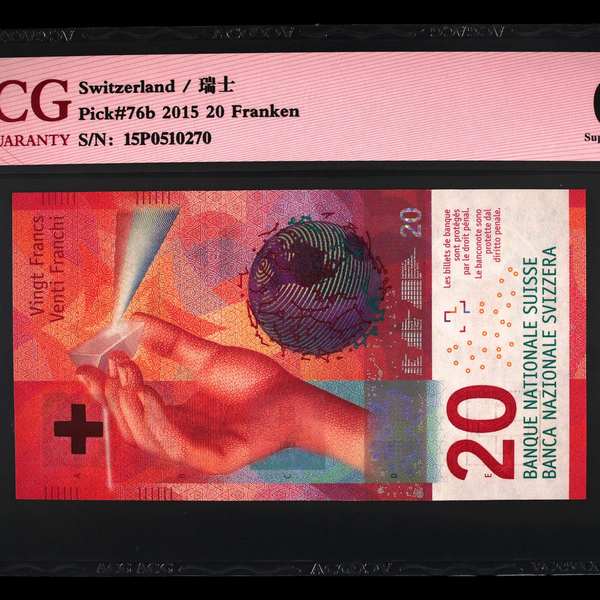 CG
UARANTY
Switzerland / 瑞士
Pick#76b 2015 20 Franken
S/N: 15P0510270
Vingt Francs
Venti Franchi
20
Les billets de banque
sont protégés
par le droit pénal.
Le banconote sono
protette dal
diritto penale.
20
BANQUE NATIONALE SUISSE
BANCA NAZIONALE SVIZZERA
A
C
D
E